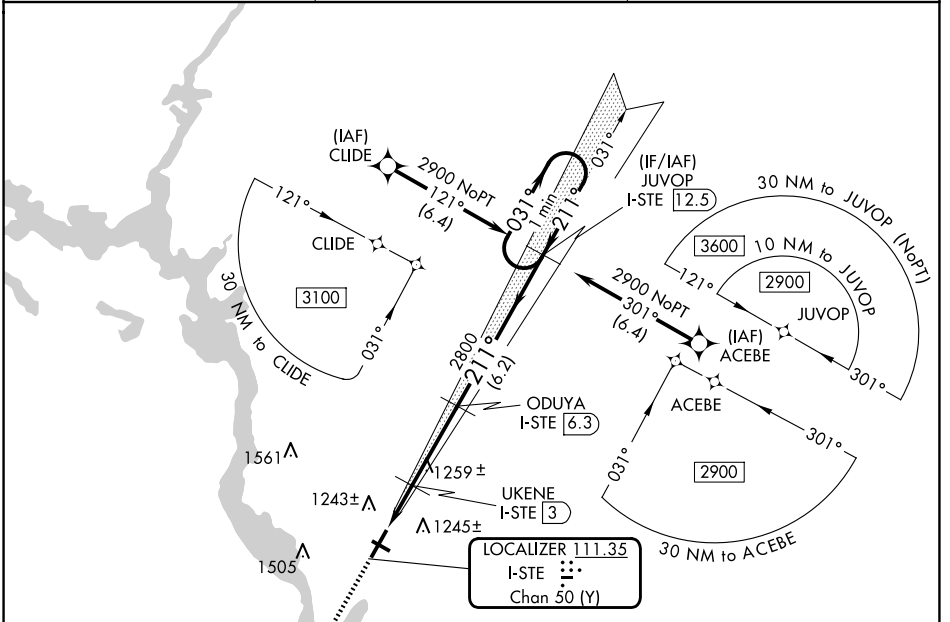 (IAF)
CLIDE
2900 NoPT
121°
(6.4)
031°
1 min
211°
031°
(IF/IAF)
JUVOP
I-STE 12.5
30 NM to JUVOP (NoPT)
3600
10 NM to JUVOP
2900
121°
JUVOP
301°
121°
CLIDE
3100
031°
30 NM to CLIDE
2900 NoPT
301°
(6.4)
(IAF)
ACEBE
2800
211°
(6.2)
ODUYA
I-STE 6.3
ACEBE
031°
301°
2900
30 NM to ACEBE
1561
1259±
1243±
UKENE
I-STE 3
1245±
1505
LOCALIZER 111.35
I-STE
Chan 50 (Y)